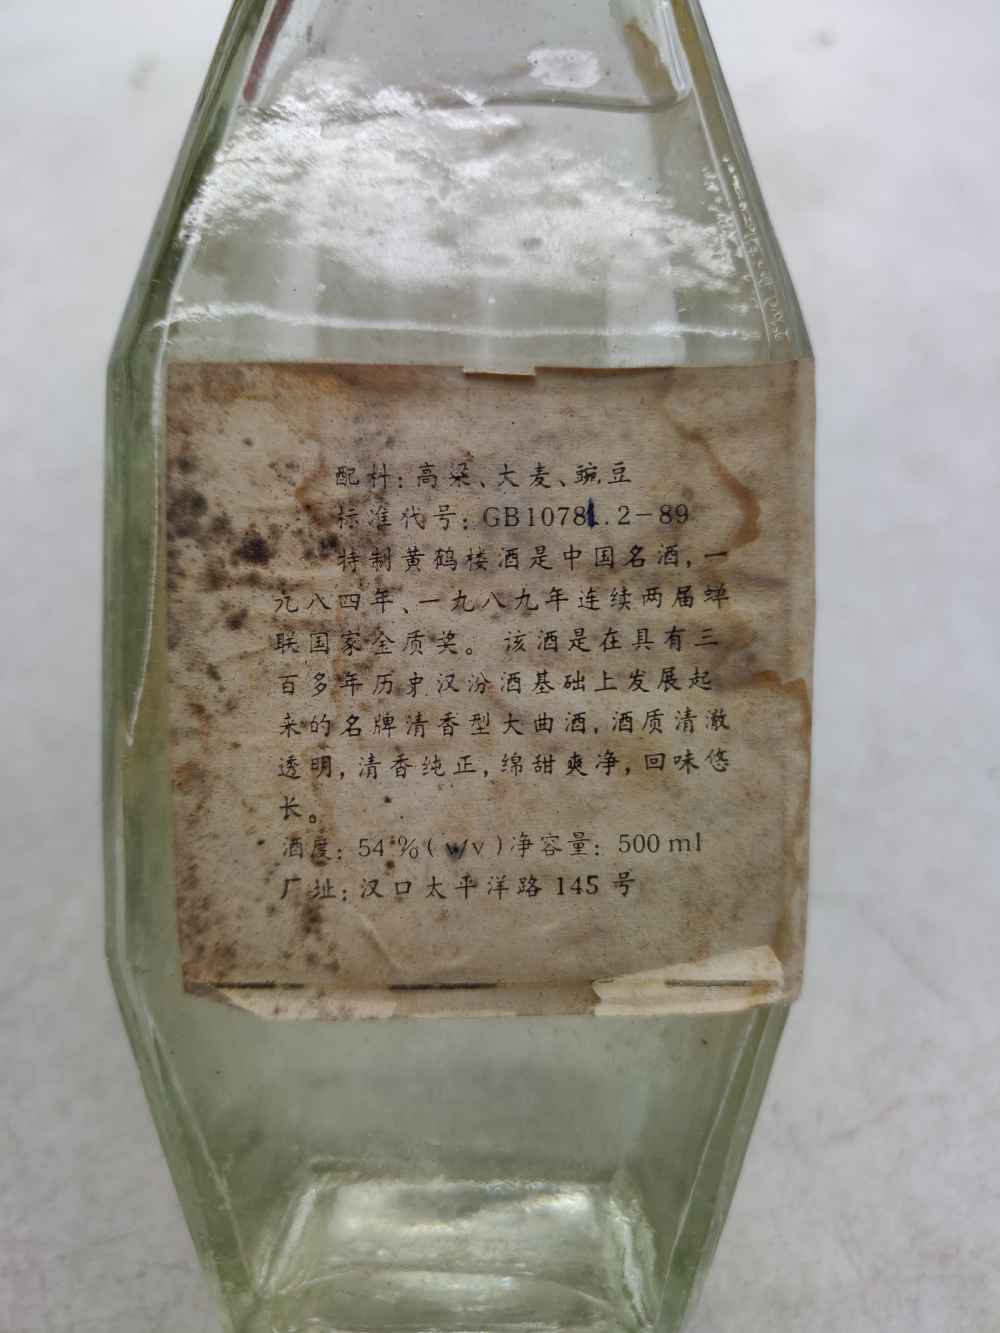 配料:高粱、大麦、豌豆
标准代号:GB10781.2-89
特制黄鹤楼酒是中国名酒,一
九八四年、一九八九年连续两届蝉
联国家金质奖。该酒是在具有三
百多年历史汉汾酒基础上发展起
来的名牌清香型大曲酒,酒质清澈
透明,清香纯正,绵甜爽净,回味悠
长。
酒度:54%(v/v)净容量:500ml
厂址:汉口太平洋路145号